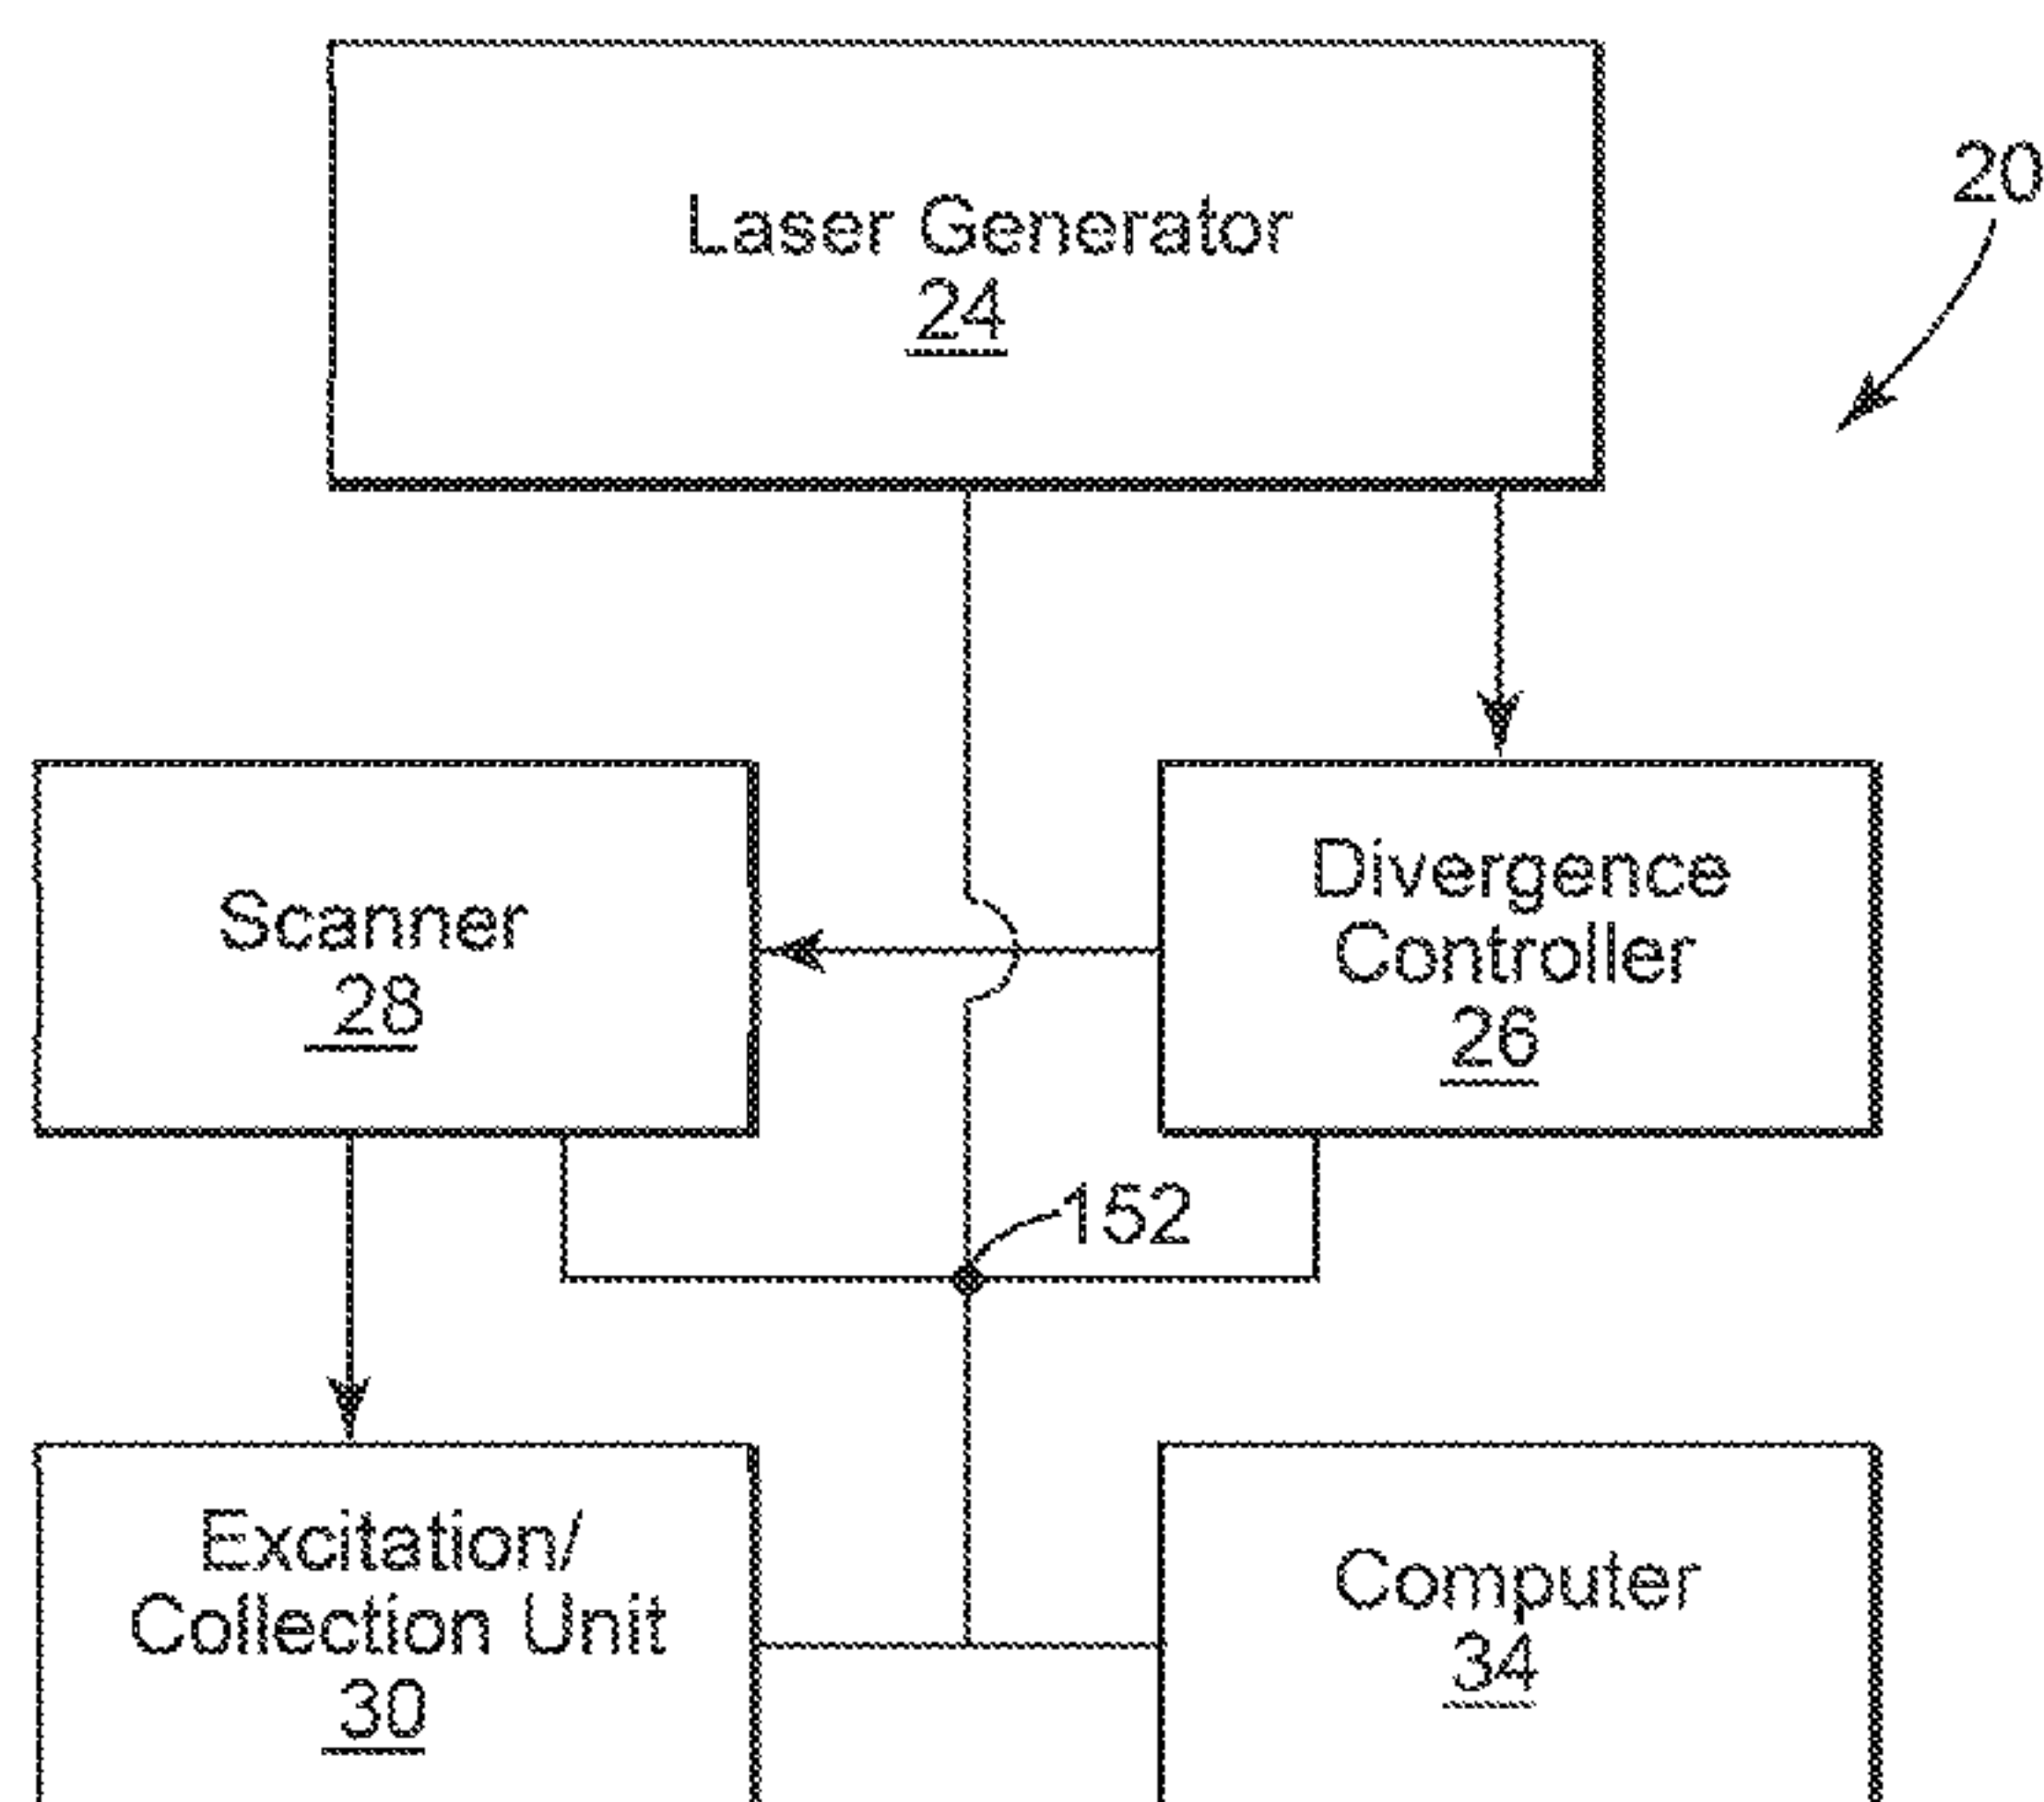 Laser Generator
24
20
Scanner
28
Divergence
Controller
26
152
Excitation/
Collection Unit
30
Computer
34